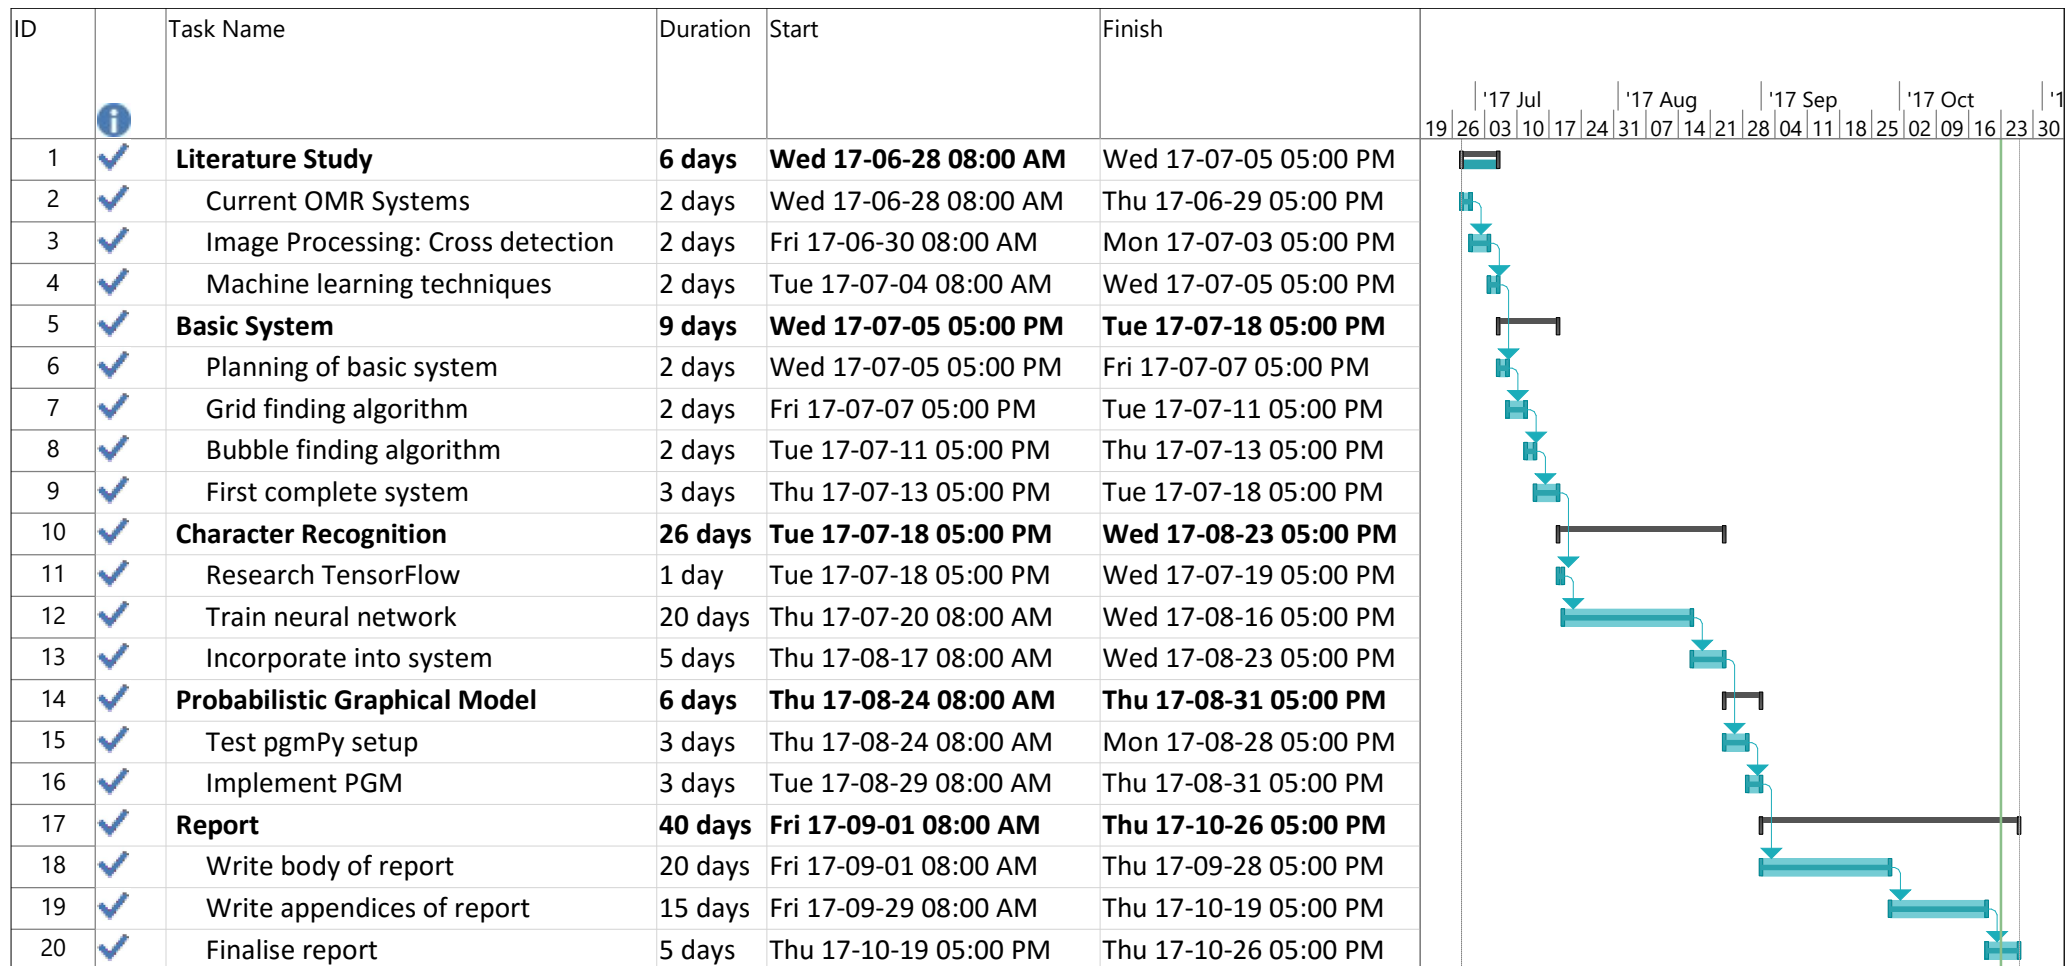 ID Task Name Duration Start Finish
'17 Jul '17 Aug '17 Sep '17 Oct '1
19 26 03 10 17 24 31 07 14 21 28 04 11 18 25 02 09 16 23 30
1 Literature Study 6 days Wed 17-06-28 08:00 AM Wed 17-07-05 05:00 PM
2 Current OMR Systems 2 days Wed 17-06-28 08:00 AM Thu 17-06-29 05:00 PM
3 Image Processing: Cross detection 2 days Fri 17-06-30 08:00 AM Mon 17-07-03 05:00 PM
4 Machine learning techniques 2 days Tue 17-07-04 08:00 AM Wed 17-07-05 05:00 PM
5 Basic System 9 days Wed 17-07-05 05:00 PM Tue 17-07-18 05:00 PM
6 Planning of basic system 2 days Wed 17-07-05 05:00 PM Fri 17-07-07 05:00 PM
7 Grid finding algorithm 2 days Fri 17-07-07 05:00 PM Tue 17-07-11 05:00 PM
8 Bubble finding algorithm 2 days Tue 17-07-11 05:00 PM Thu 17-07-13 05:00 PM
9 First complete system 3 days Thu 17-07-13 05:00 PM Tue 17-07-18 05:00 PM
10 Character Recognition 26 days Tue 17-07-18 05:00 PM Wed 17-08-23 05:00 PM
11 Research TensorFlow 1 day Tue 17-07-18 05:00 PM Wed 17-07-19 05:00 PM
12 Train neural network 20 days Thu 17-07-20 08:00 AM Wed 17-08-16 05:00 PM
13 Incorporate into system 5 days Thu 17-08-17 08:00 AM Wed 17-08-23 05:00 PM
14 Probabilistic Graphical Model 6 days Thu 17-08-24 08:00 AM Thu 17-08-31 05:00 PM
15 Test pgmPy setup 3 days Thu 17-08-24 08:00 AM Mon 17-08-28 05:00 PM
16 Implement PGM 3 days Tue 17-08-29 08:00 AM Thu 17-08-31 05:00 PM
17 Report 40 days Fri 17-09-01 08:00 AM Thu 17-10-26 05:00 PM
18 Write body of report 20 days Fri 17-09-01 08:00 AM Thu 17-09-28 05:00 PM
19 Write appendices of report 15 days Fri 17-09-29 08:00 AM Thu 17-10-19 05:00 PM
20 Finalise report 5 days Thu 17-10-19 05:00 PM Thu 17-10-26 05:00 PM